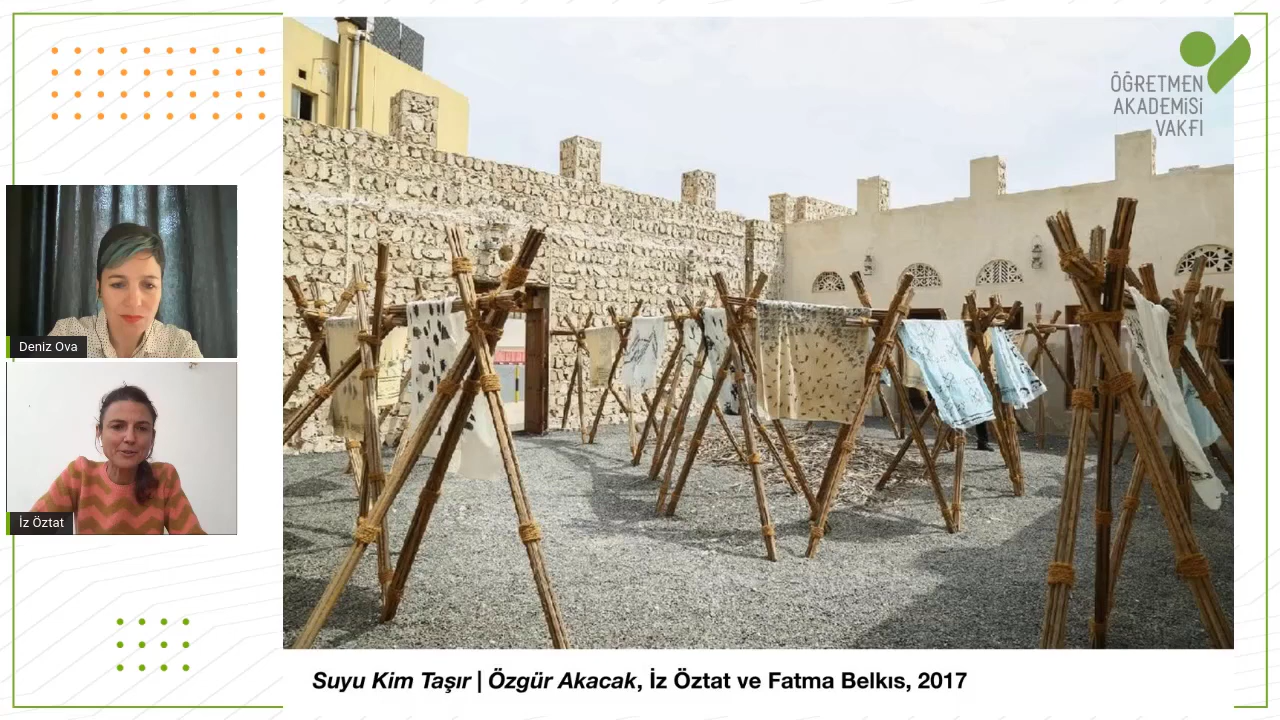 ÖĞRETMEN
AKADEMİSİ
VAKFI
Deniz Ova
İz Öztat
Suyu Kim Taşır | Özgür Akacak, İz Öztat ve Fatma Belkıs, 2017